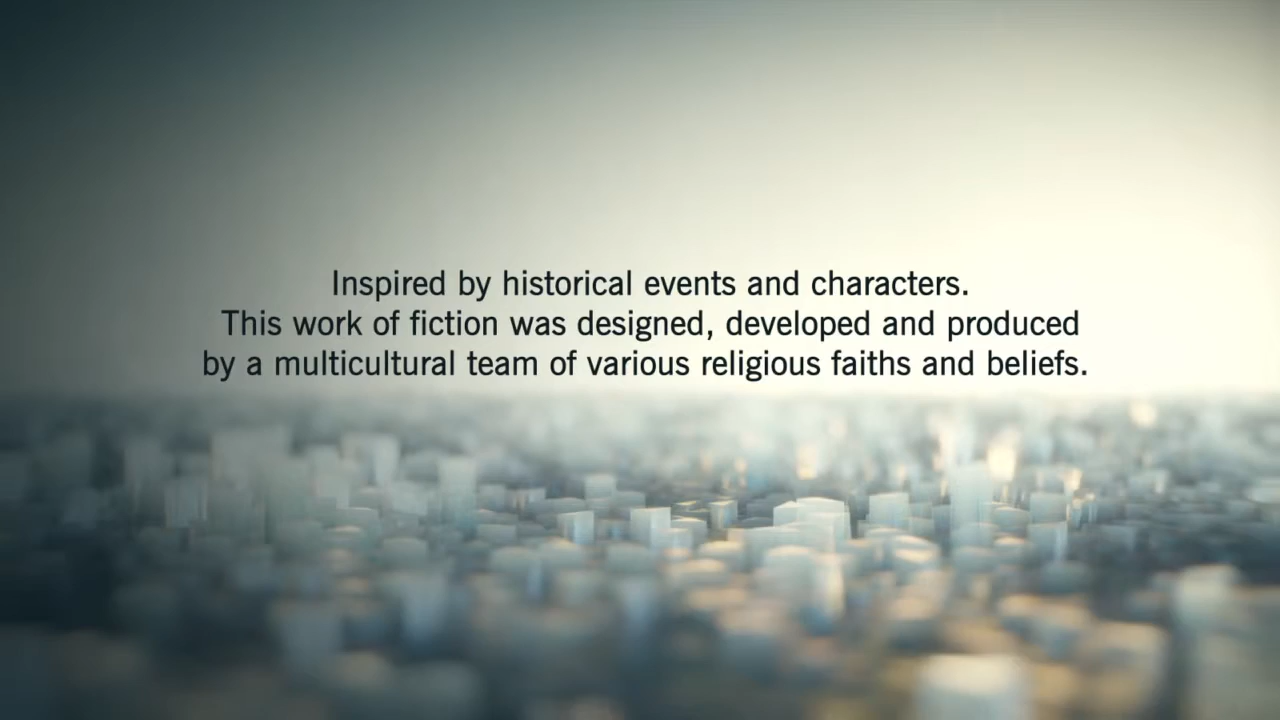 Inspired by historical events and characters.
This work of fiction was designed, developed and produced
by a multicultural team of various religious faiths and beliefs.